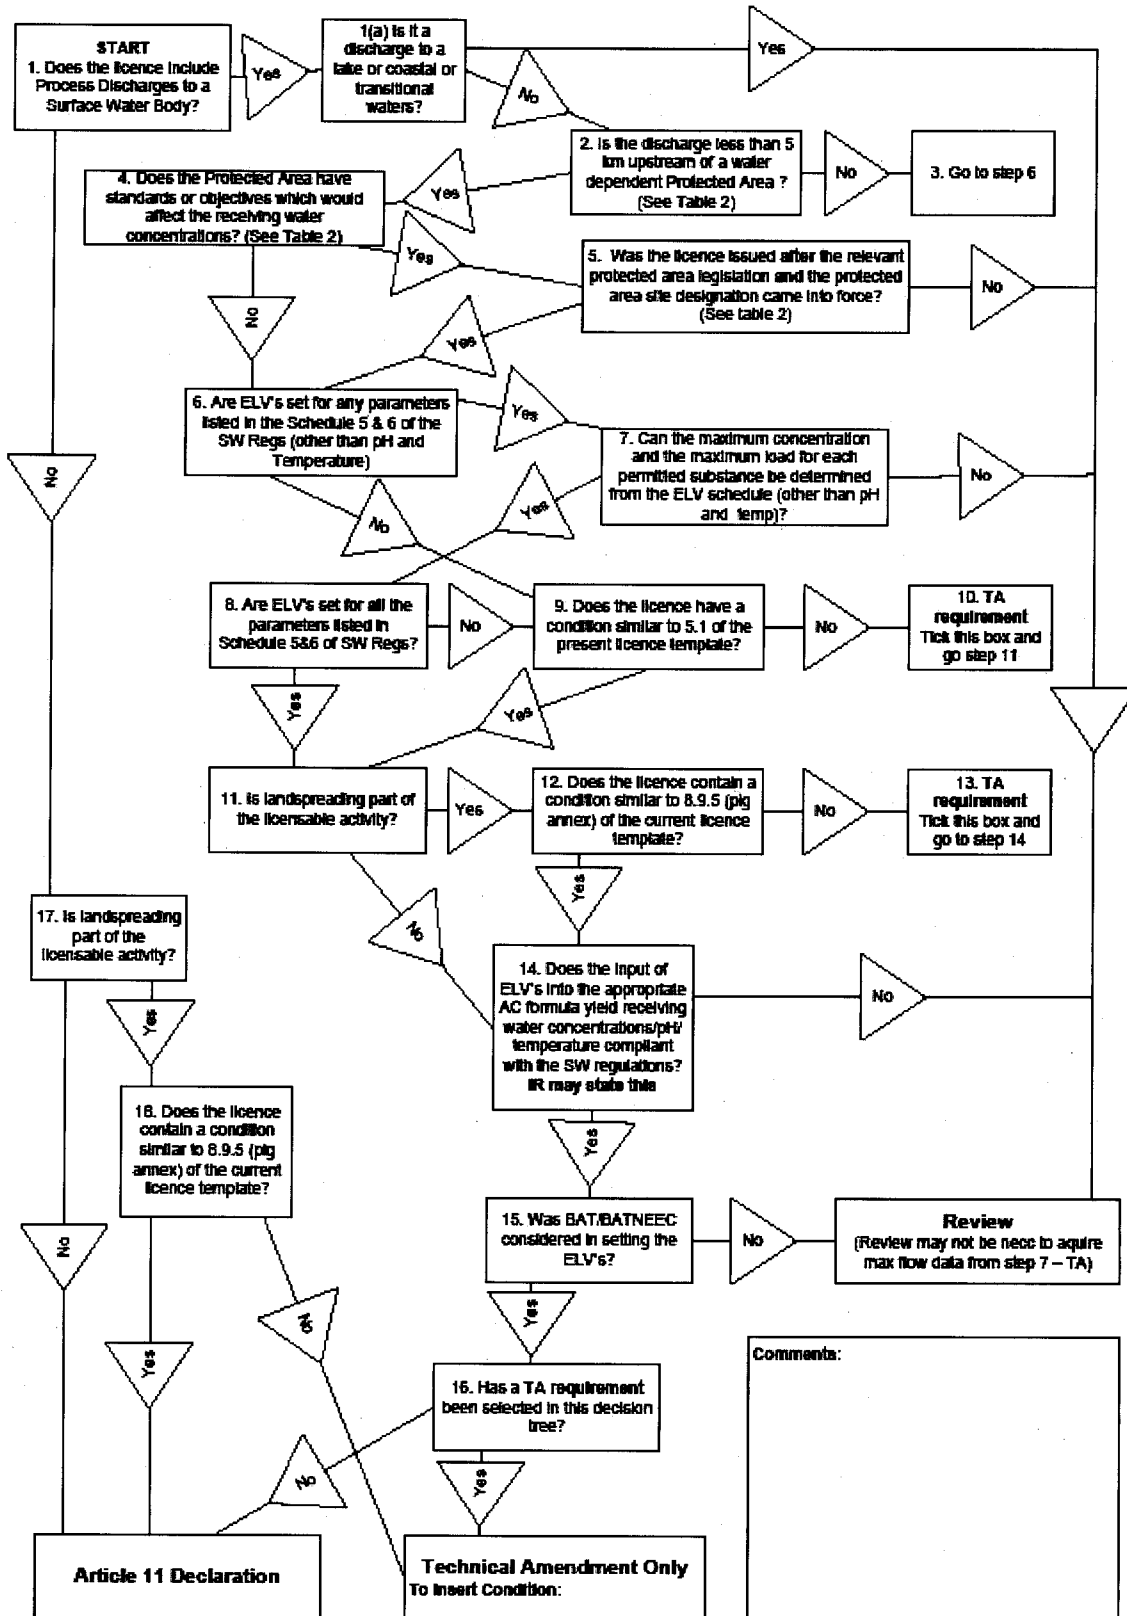 START
1. Does the licence include
Process Discharges to a
Surface Water Body?
Yes
1(a) Is it a
discharge to a
lake or coastal or
transitional
waters?
Yes
No
2. Is the discharge less than 5
km upstream of a water
dependent Protected Area ?
(See Table 2)
No
3. Go to step 6
Yes
4. Does the Protected Area have
standards or objectives which would
affect the receiving water
concentrations? (See Table 2)
Yes
5. Was the licence issued after the relevant
protected area legislation and the protected
area site designation came into force?
(See table 2)
No
No
Yes
6. Are ELV's set for any parameters
listed in the Schedule 5 & 6 of the
SW Regs (other than pH and
Temperature)
Yes
7. Can the maximum concentration
and the maximum load for each
permitted substance be determined
from the ELV schedule (other than pH
and temp)?
No
No
Yes
No
8. Are ELV's set for all the
parameters listed in
Schedule 5&6 of SW Regs?
No
9. Does the licence have a
condition similar to 5.1 of the
present licence template?
No
10. TA
requirement
Tick this box and
go step 11
Yes
Yes
11. Is landspreading part of
the licensable activity?
Yes
12. Does the licence contain a
condition similar to 8.9.5 (pig
annex) of the current licence
template?
No
13. TA
requirement
Tick this box and
go to step 14
Yes
No
17. Is landspreading
part of the
licensable activity?
14. Does the input of
ELV's into the appropritate
AC formula yield receiving
water concentrations/pH/
temperature compliant
with the SW regulations?
IR may state this
No
Yes
18. Does the licence
contain a condition
similar to 8.9.5 (pig
annex) of the current
licence template?
Yes
15. Was BAT/BATNEEC
considered in setting the
ELV's?
No
Review
(Review may not be necc to aquire
max flow data from step 7 – TA)
No
No
Yes
Yes
Comments:
16. Has a TA requirement
been selected in this decision
tree?
No
Yes
Article 11 Declaration
Technical Amendment Only
To Insert Condition: